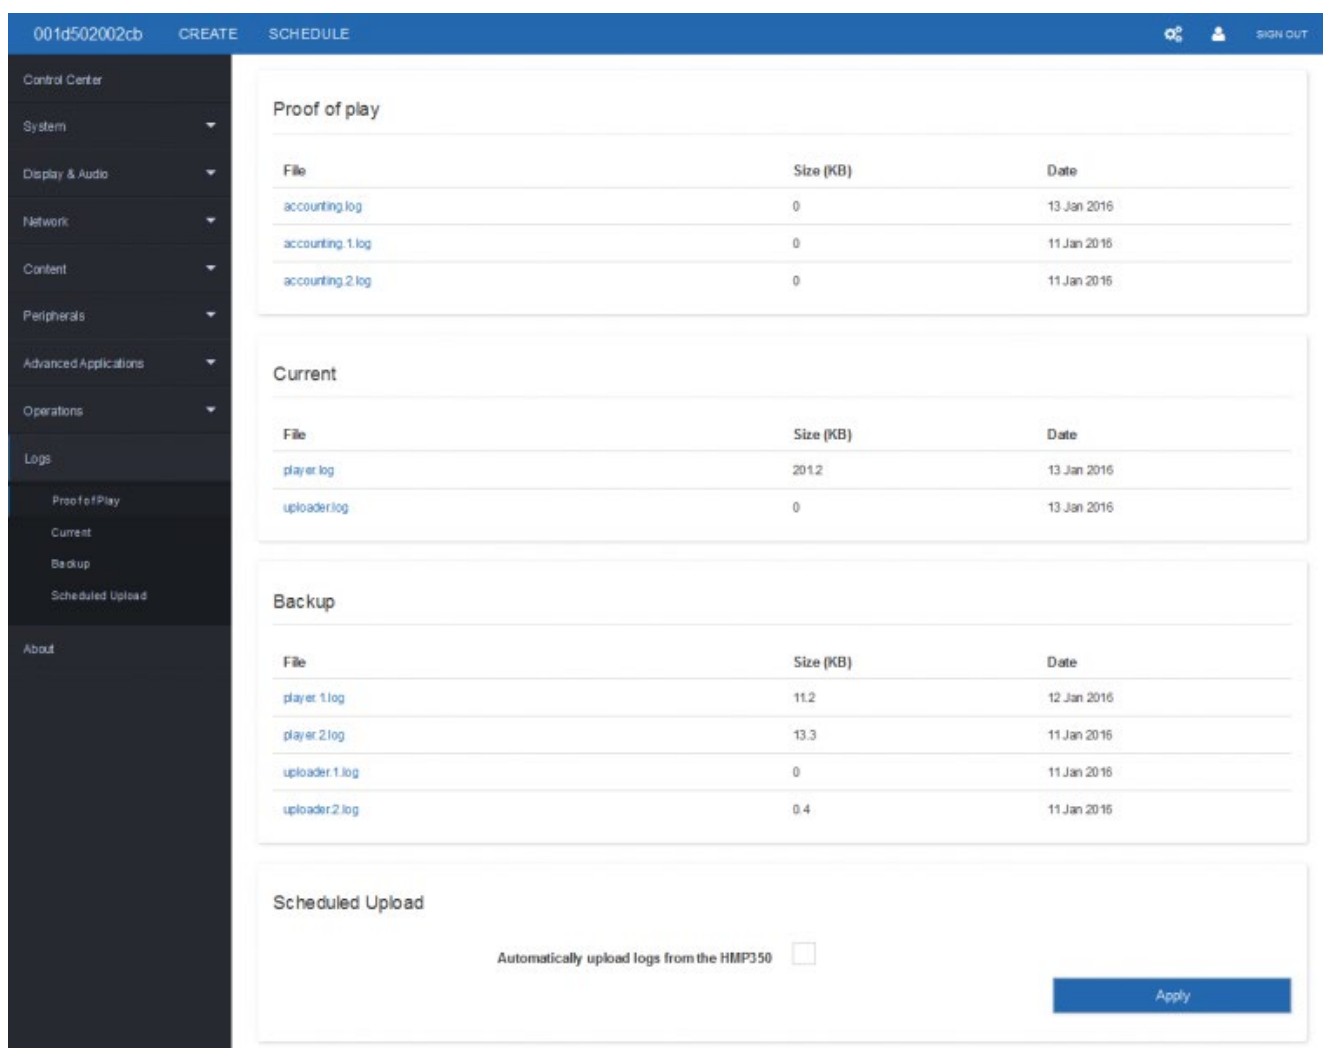 001d502002cb CREATE SCHEDULE SIGN OUT
Control Center
System
Display & Audio
Network
Content
Peripherals
Advanced Applications
Operations
Logs
Proof of Play
Current
Backup
Scheduled Upload
About
Proof of play
File Size (KB) Date
accounting.log 0 13 Jan 2016
accounting.1.log 0 11 Jan 2016
accounting.2.log 0 11 Jan 2016
Current
File Size (KB) Date
player.log 201.2 13 Jan 2016
uploader.log 0 13 Jan 2016
Backup
File Size (KB) Date
player.1.log 11.2 12 Jan 2016
player.2.log 13.3 11 Jan 2016
uploader.1.log 0 11 Jan 2016
uploader.2.log 0.4 11 Jan 2016
Scheduled Upload
Automatically upload logs from the HMP350
Apply